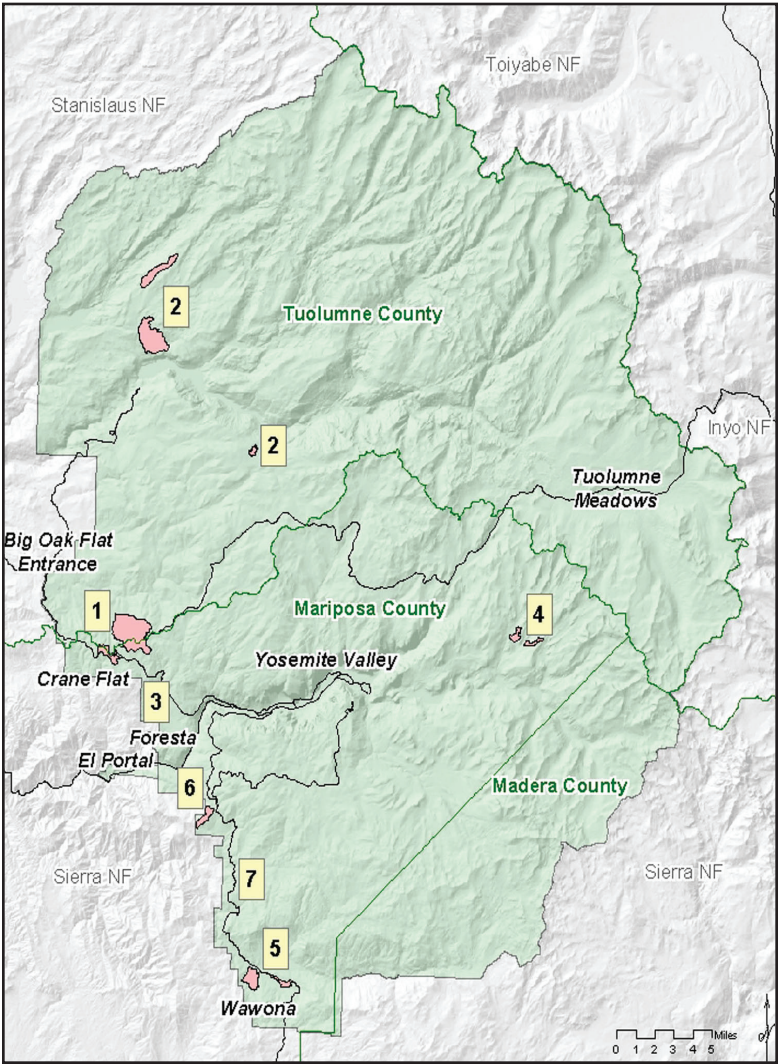 Toiyabe NF
Stanislaus NF
2
Tuolumne County
Inyo NF
2
Tuolumne
Meadows
Big Oak Flat
Entrance
1
Mariposa County
4
Yosemite Valley
Crane Flat
3
Foresta
El Portal
6
Madera County
Sierra NF
7
Sierra NF
5
Wawona
Miles
0 1 2 3 4 5